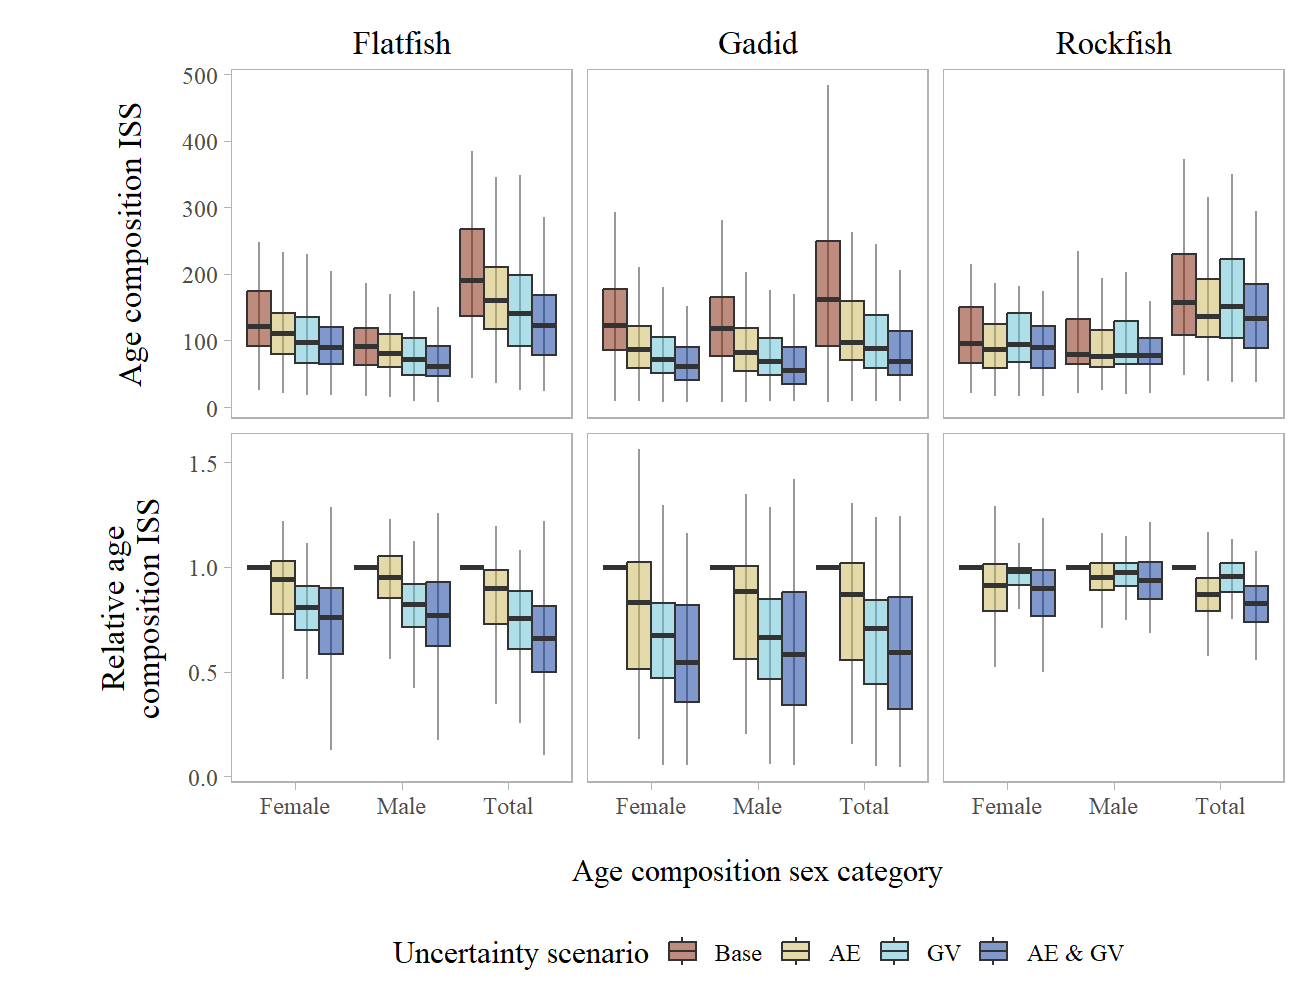 Flatfish Gadid Rockfish
Age composition ISS
500
400
300
200
100
0
Relative age
composition ISS
1.5
1.0
0.5
0.0
Female Male Total Female Male Total Female Male Total
Age composition sex category
Uncertainty scenario Base AE GV AE & GV